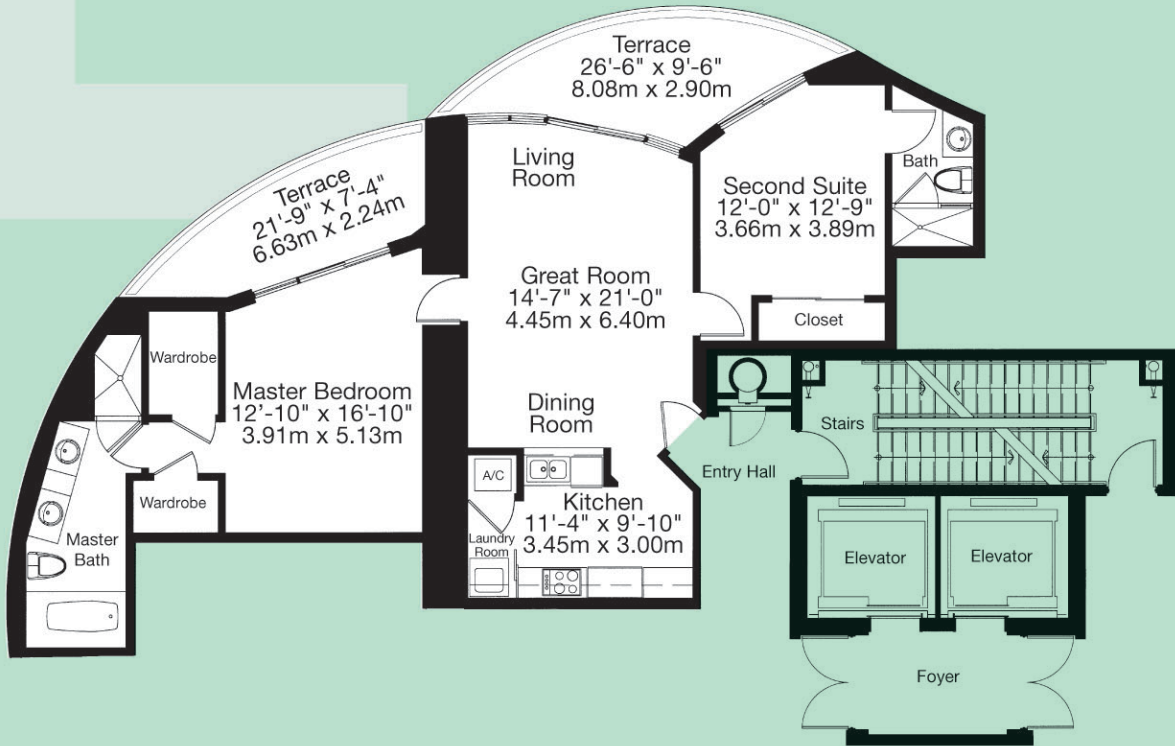 Terrace
26'-6" x 9'-6"
8.08m x 2.90m
Terrace
21'-9" x 7'-4"
6.63m x 2.24m
Living
Room
Second Suite
12'-0" x 12'-9"
3.66m x 3.89m
Bath
Great Room
14'-7" x 21'-0"
4.45m x 6.40m
Closet
Wardrobe
Master Bedroom
12'-10" x 16'-10"
3.91m x 5.13m
Dining
Room
Stairs
Entry Hall
A/C
Wardrobe
Kitchen
11'-4" x 9'-10"
3.45m x 3.00m
Laundry
Room
Master
Bath
Elevator
Elevator
Foyer